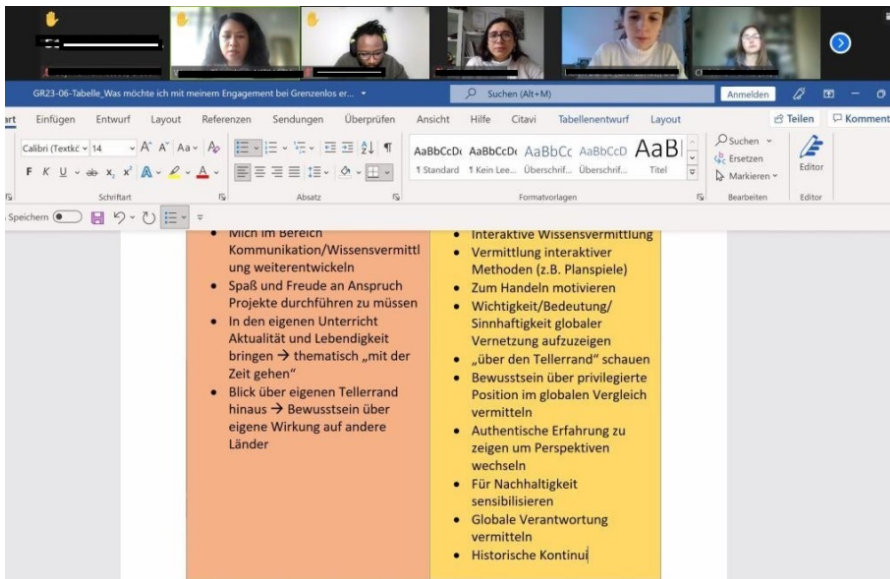 GR23-06-Tabelle_Was möchte ich mit meinem Engagement bei Grenzenlos er...
Suchen (Alt+M)
Anmelden
Einfügen Entwurf Layout Referenzen Sendungen Überprüfen Ansicht Hilfe Citavi Tabellenentwurf Layout
Teilen
Komment
Calibri (Textkö
14
Suchen
Ersetzen
Markieren
Editor
F K U ab x₂ x²
AaBbCcDc AaBbCcDc AaBbCc AaBbCcD AaB
1 Standard 1 Kein Lee... Überschrif... Überschrif... Titel
Schriftart
Absatz
Formatvorlagen
Bearbeiten
Editor
Speichern
Mich im Bereich
Kommunikation/Wissensvermittl
ung weiterentwickeln
• Spaß und Freude an Anspruch
Projekte durchführen zu müssen
• In den eigenen Unterricht
Aktualität und Lebendigkeit
bringen → thematisch „mit der
Zeit gehen“
• Blick über eigenen Tellerrand
hinaus → Bewusstsein über
eigene Wirkung auf andere
Länder
• Interaktive Wissensvermittlung
• Vermittlung interaktiver
Methoden (z.B. Planspiele)
• Zum Handeln motivieren
• Wichtigkeit/Bedeutung/
Sinnhaftigkeit globaler
Vernetzung aufzuzeigen
• „über den Tellerrand“ schauen
• Bewusstsein über privilegierte
Position im globalen Vergleich
vermitteln
• Authentische Erfahrung zu
zeigen um Perspektiven
wechseln
• Für Nachhaltigkeit
sensibilisieren
• Globale Verantwortung
vermitteln
• Historische Kontinui